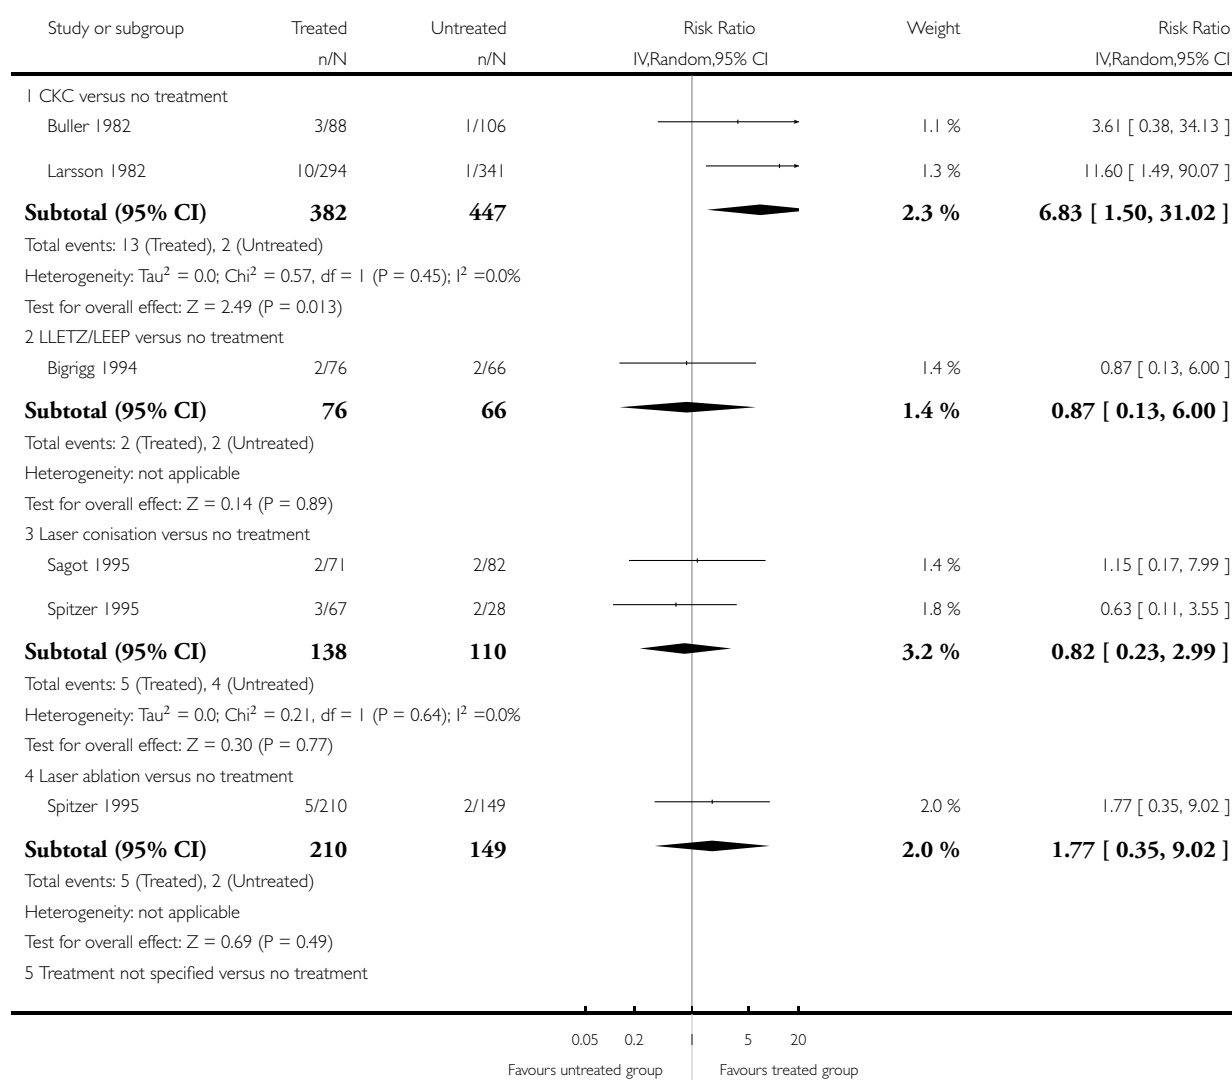 Study or subgroup Treated Untreated Risk Ratio Weight Risk Ratio
n/N n/N IV,Random,95% CI IV,Random,95% CI
1 CKC versus no treatment
Buller 1982 3/88 1/106 1.1 % 3.61 [ 0.38, 34.13 ]
Larsson 1982 10/294 1/341 1.3 % 11.60 [ 1.49, 90.07 ]
Subtotal (95% CI) 382 447 2.3 % 6.83 [ 1.50, 31.02 ]
Total events: 13 (Treated), 2 (Untreated)
Heterogeneity: Tau² = 0.0; Chi² = 0.57, df = 1 (P = 0.45); I² =0.0%
Test for overall effect: Z = 2.49 (P = 0.013)
2 LLETZ/LEEP versus no treatment
Bigrigg 1994 2/76 2/66 1.4 % 0.87 [ 0.13, 6.00 ]
Subtotal (95% CI) 76 66 1.4 % 0.87 [ 0.13, 6.00 ]
Total events: 2 (Treated), 2 (Untreated)
Heterogeneity: not applicable
Test for overall effect: Z = 0.14 (P = 0.89)
3 Laser conisation versus no treatment
Sagot 1995 2/71 2/82 1.4 % 1.15 [ 0.17, 7.99 ]
Spitzer 1995 3/67 2/28 1.8 % 0.63 [ 0.11, 3.55 ]
Subtotal (95% CI) 138 110 3.2 % 0.82 [ 0.23, 2.99 ]
Total events: 5 (Treated), 4 (Untreated)
Heterogeneity: Tau² = 0.0; Chi² = 0.21, df = 1 (P = 0.64); I² =0.0%
Test for overall effect: Z = 0.30 (P = 0.77)
4 Laser ablation versus no treatment
Spitzer 1995 5/210 2/149 2.0 % 1.77 [ 0.35, 9.02 ]
Subtotal (95% CI) 210 149 2.0 % 1.77 [ 0.35, 9.02 ]
Total events: 5 (Treated), 2 (Untreated)
Heterogeneity: not applicable
Test for overall effect: Z = 0.69 (P = 0.49)
5 Treatment not specified versus no treatment
0.05 0.2 1 5 20
Favours untreated group Favours treated group